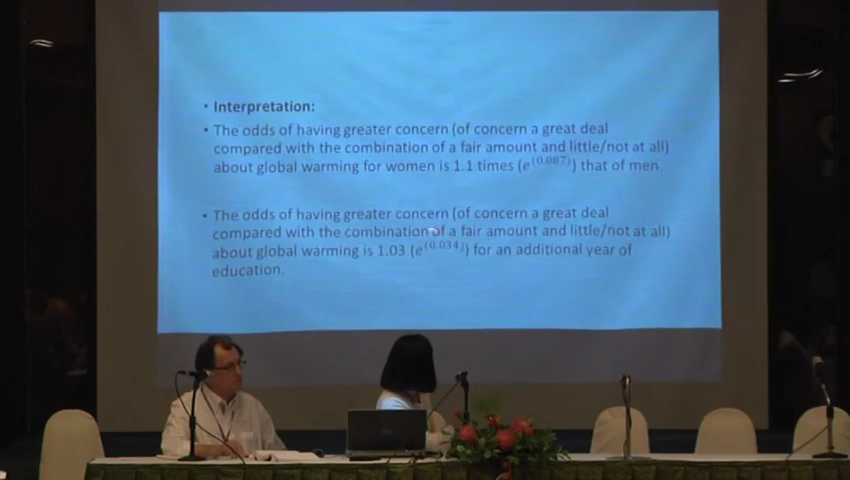 • Interpretation:
• The odds of having greater concern (of concern a great deal
compared with the combination of a fair amount and little/not at all)
about global warming for women is 1.1 times (e^(0.087)) that of men.
• The odds of having greater concern (of concern a great deal
compared with the combination of a fair amount and little/not at all)
about global warming is 1.03 (e^(0.034)) for an additional year of
education.